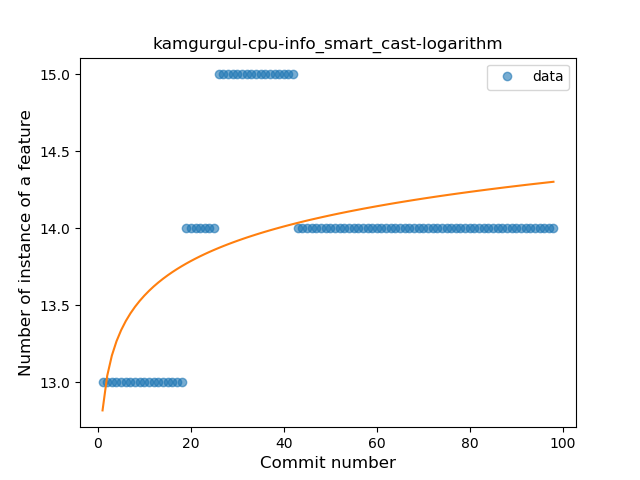 kamgurgul-cpu-info_smart_cast-logarithm
data
Number of instance of a feature
15.0
14.5
14.0
13.5
13.0
0 20 40 60 80 100
Commit number